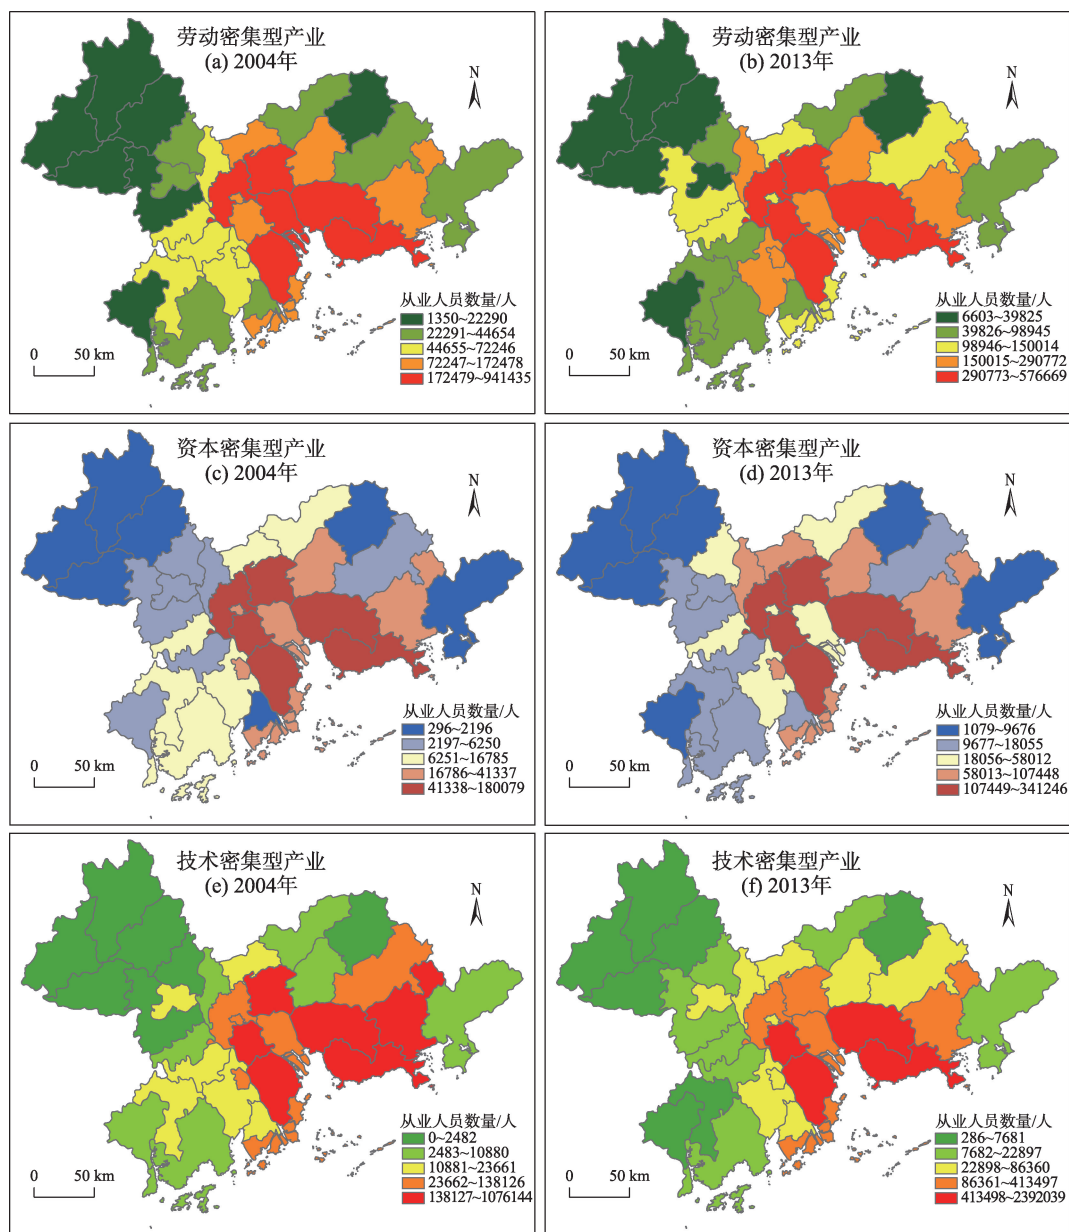 劳动密集型产业
(a) 2004年
N
从业人员数量/人
1350~22290
22291~44654
44655~72246
72247~172478
172479~941435
0 50 km
劳动密集型产业
(b) 2013年
N
从业人员数量/人
6603~39825
39826~98945
98946~150014
150015~290772
290773~576669
0 50 km
资本密集型产业
(c) 2004年
N
从业人员数量/人
296~2196
2197~6250
6251~16785
16786~41337
41338~180079
0 50 km
资本密集型产业
(d) 2013年
N
从业人员数量/人
1079~9676
9677~18055
18056~58012
58013~107448
107449~341246
0 50 km
技术密集型产业
(e) 2004年
N
从业人员数量/人
0~2482
2483~10880
10881~23661
23662~138126
138127~1076144
0 50 km
技术密集型产业
(f) 2013年
N
从业人员数量/人
286~7681
7682~22897
22898~86360
86361~413497
413498~2392039
0 50 km